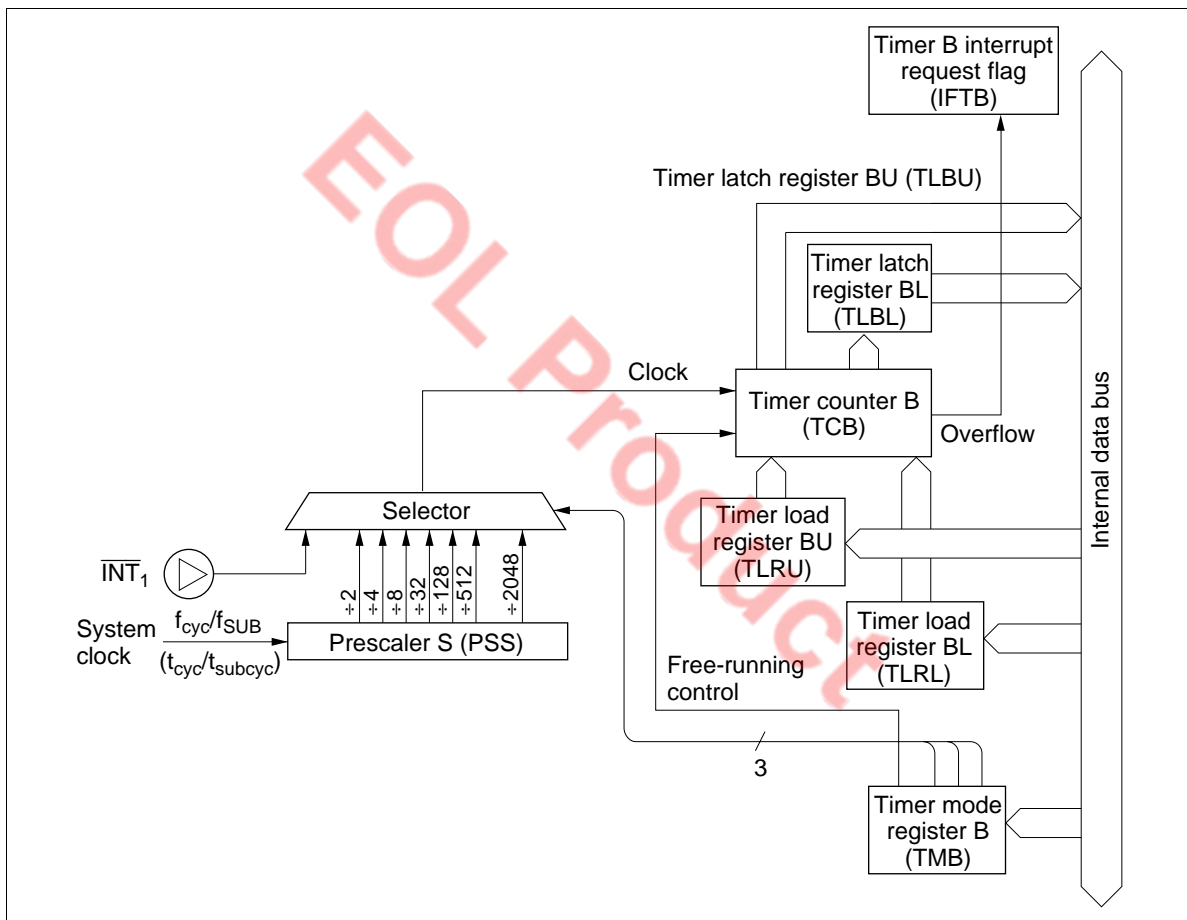 Timer B interrupt
request flag
(IFTB)
Timer latch register BU (TLBU)
Timer latch
register BL
(TLBL)
Clock
Timer counter B
(TCB)
Overflow
Internal data bus
Selector
Timer load
register BU
(TLRU)
INT1
÷2
÷4
÷8
÷32
÷128
÷512
÷2048
System
clock
fcyc/fSUB
(tcyc/tsubcyc)
Prescaler S (PSS)
Timer load
register BL
(TLRL)
Free-running
control
3
Timer mode
register B
(TMB)
EOL Product